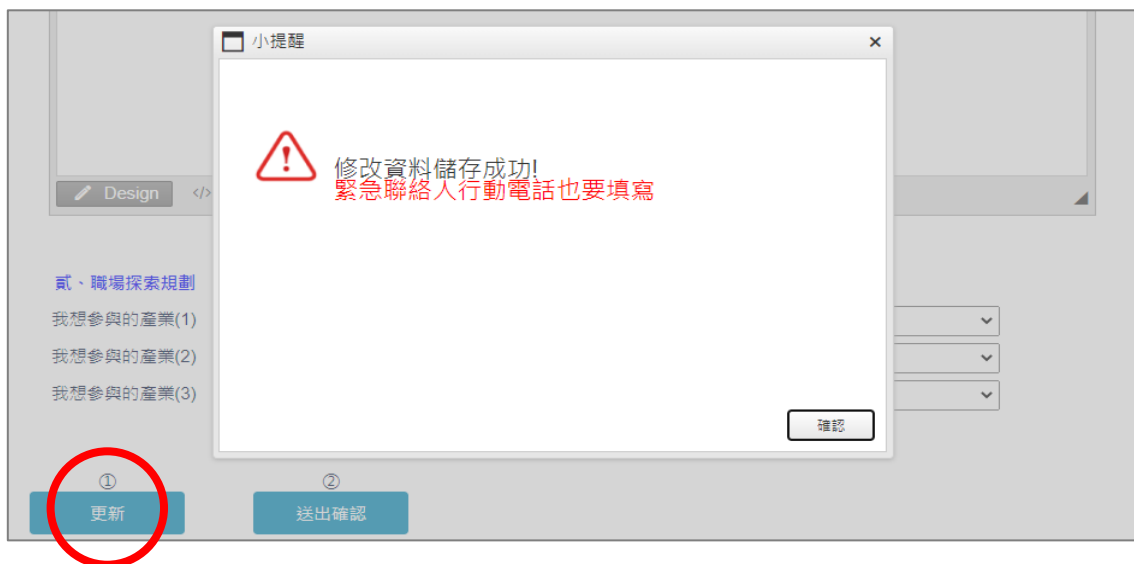 小提醒
×
修改資料儲存成功!
緊急聯絡人行動電話也要填寫
Design </>
貳、職場探索規劃
我想參與的產業(1)
我想參與的產業(2)
我想參與的產業(3)
確認
① ②
更新 送出確認